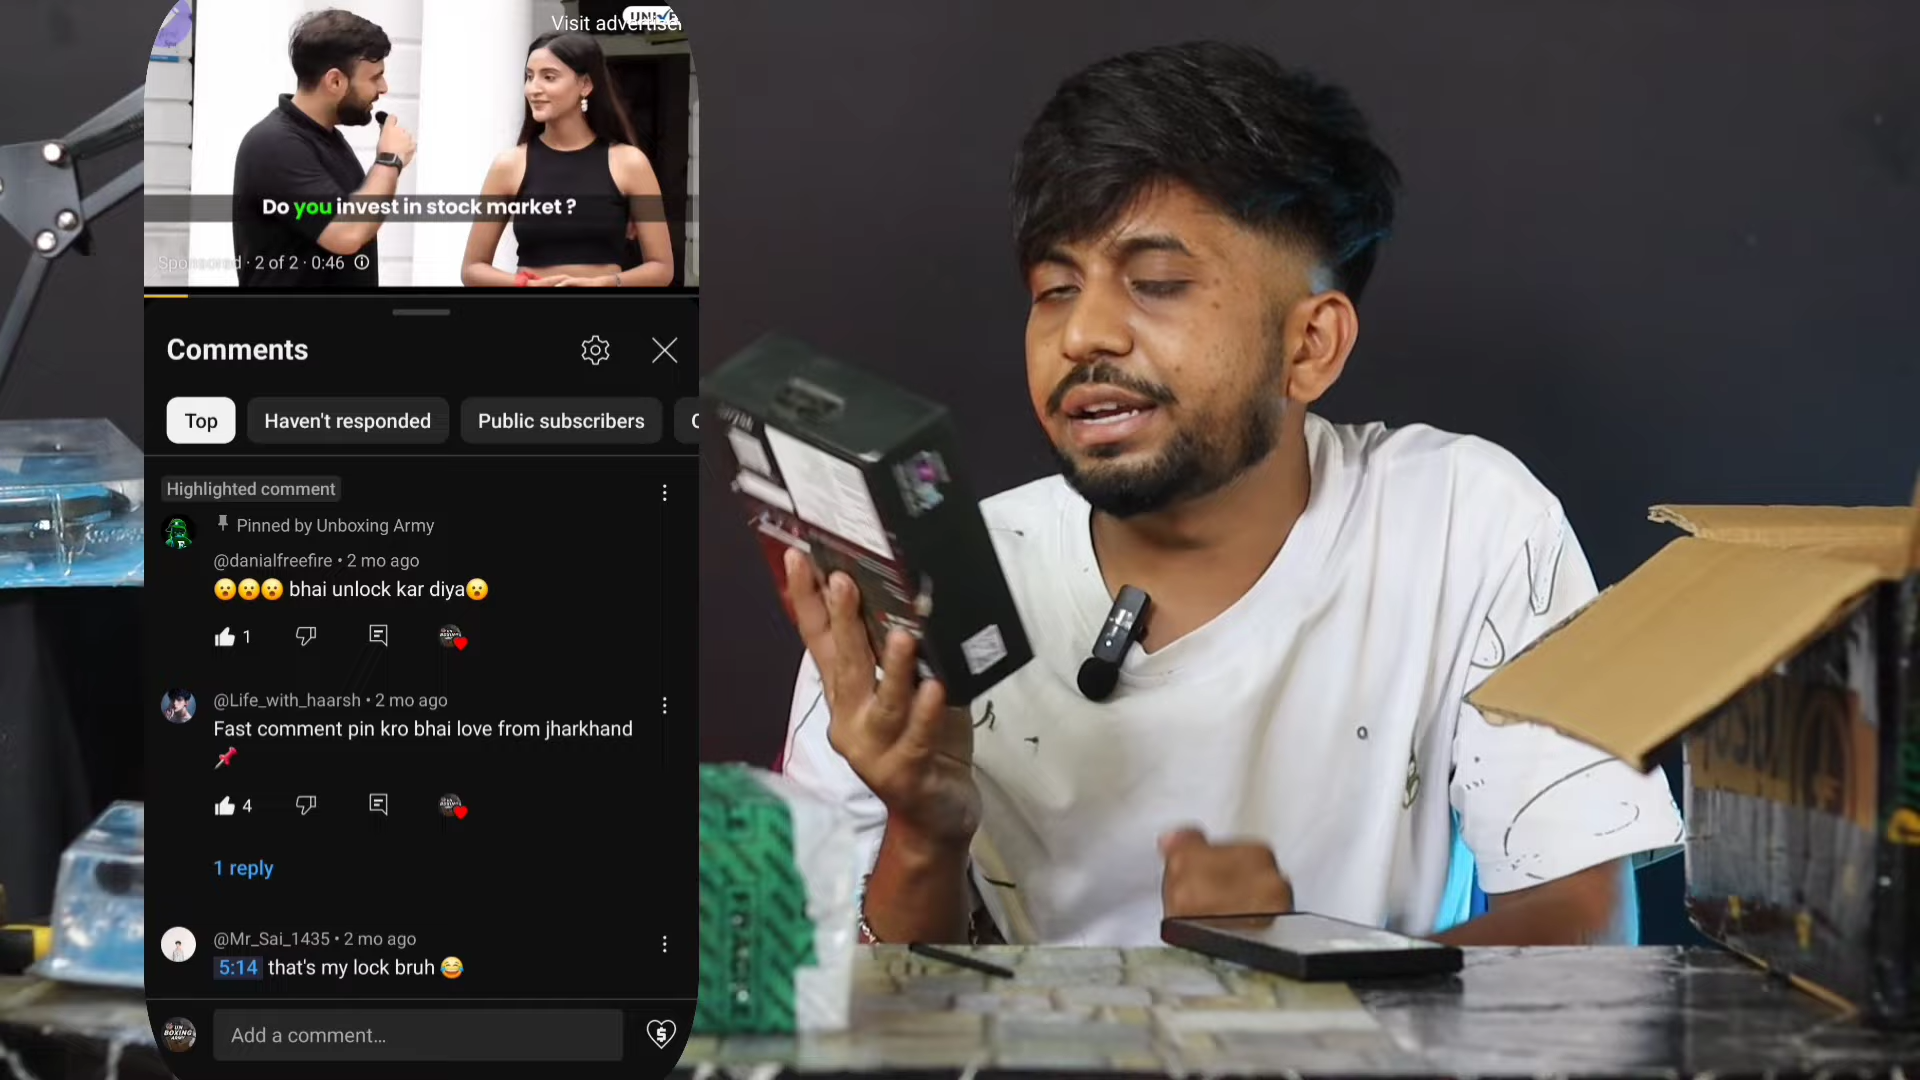 Visit advertiser
Do you invest in stock market ?
Sponsored · 2 of 2 · 0:46
Comments
Top
Haven't responded
Public subscribers
Highlighted comment
Pinned by Unboxing Army
@danialfreefire • 2 mo ago
😮😮😮 bhai unlock kar diya😮
1
@Life_with_haarsh • 2 mo ago
Fast comment pin kro bhai love from jharkhand
📌
4
1 reply
@Mr_Sai_1435 • 2 mo ago
5:14 that's my lock bruh 😂
Add a comment...